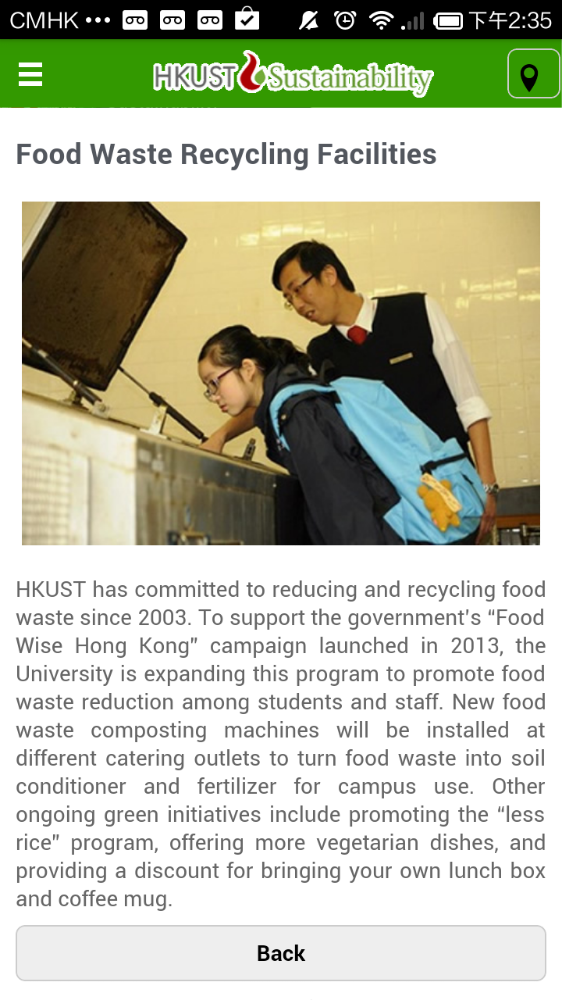 CMHK ••• 下午2:35
HKUST Sustainability
Food Waste Recycling Facilities
HKUST has committed to reducing and recycling food
waste since 2003. To support the government's “Food
Wise Hong Kong” campaign launched in 2013, the
University is expanding this program to promote food
waste reduction among students and staff. New food
waste composting machines will be installed at
different catering outlets to turn food waste into soil
conditioner and fertilizer for campus use. Other
ongoing green initiatives include promoting the “less
rice” program, offering more vegetarian dishes, and
providing a discount for bringing your own lunch box
and coffee mug.
Back